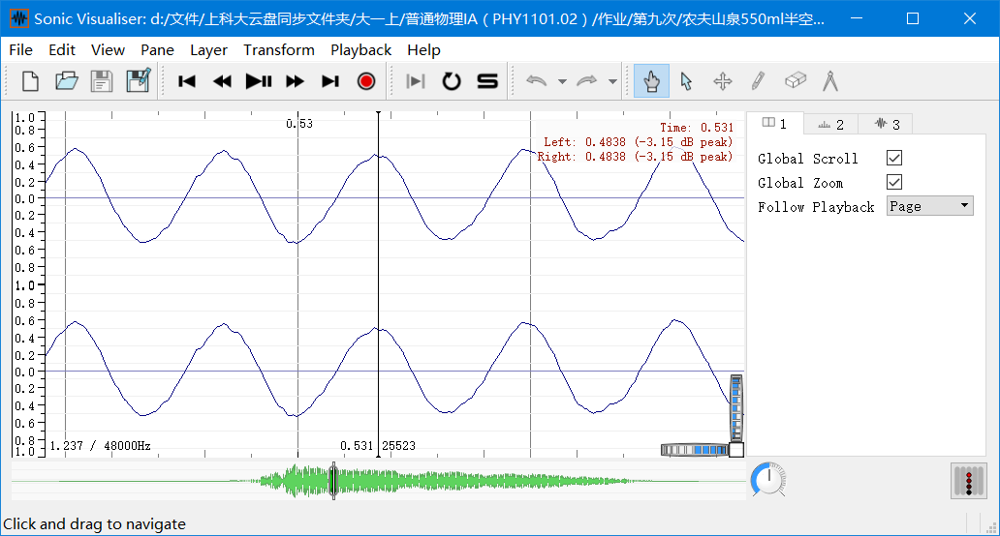 Sonic Visualiser: d:/文件/上科大云盘同步文件夹/大一上/普通物理IA（PHY1101.02）/作业/第九次/农夫山泉550ml半空...
File Edit View Pane Layer Transform Playback Help
1.0
0.8
0.6
0.4
0.2
0.0
0.2
0.4
0.6
0.8
1.0
0.8
0.6
0.4
0.2
0.0
0.2
0.4
0.6
0.8
1.0
0.53
Time: 0.531
Left: 0.4838 (-3.15 dB peak)
Right: 0.4838 (-3.15 dB peak)
1.237 / 48000Hz
0.531 25523
1 2 3
Global Scroll
Global Zoom
Follow Playback Page
Click and drag to navigate